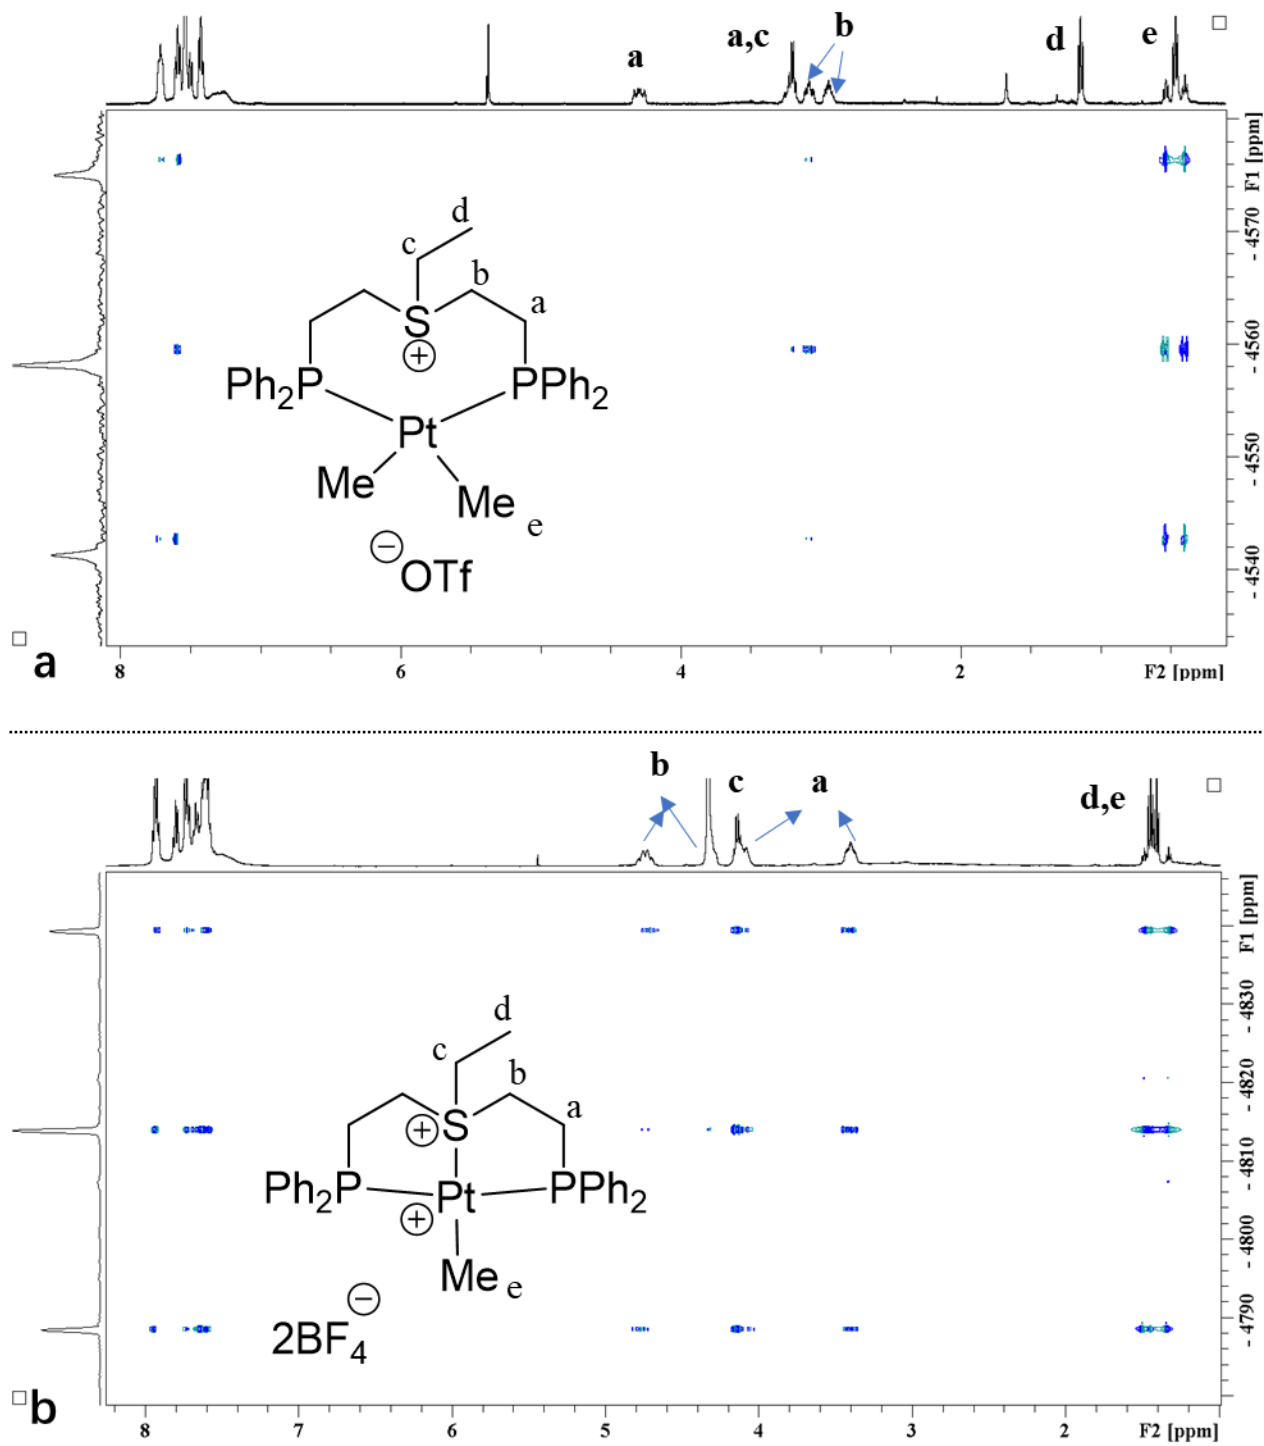 a
a,c
b
d
e
F1 [ppm]
- 4570
- 4560
- 4550
- 4540
d
c
b
a
S
⊕
Ph2P
PPh2
Pt
Me
Me e
⊖
OTf
a
8
6
4
2
F2 [ppm]
b
c
a
d,e
F1 [ppm]
- 4830
- 4820
- 4810
- 4800
- 4790
d
c
b
a
⊕ S
Ph2P
Pt
PPh2
⊕
Me e
⊖
2BF4
b
8
7
6
5
4
3
2
F2 [ppm]